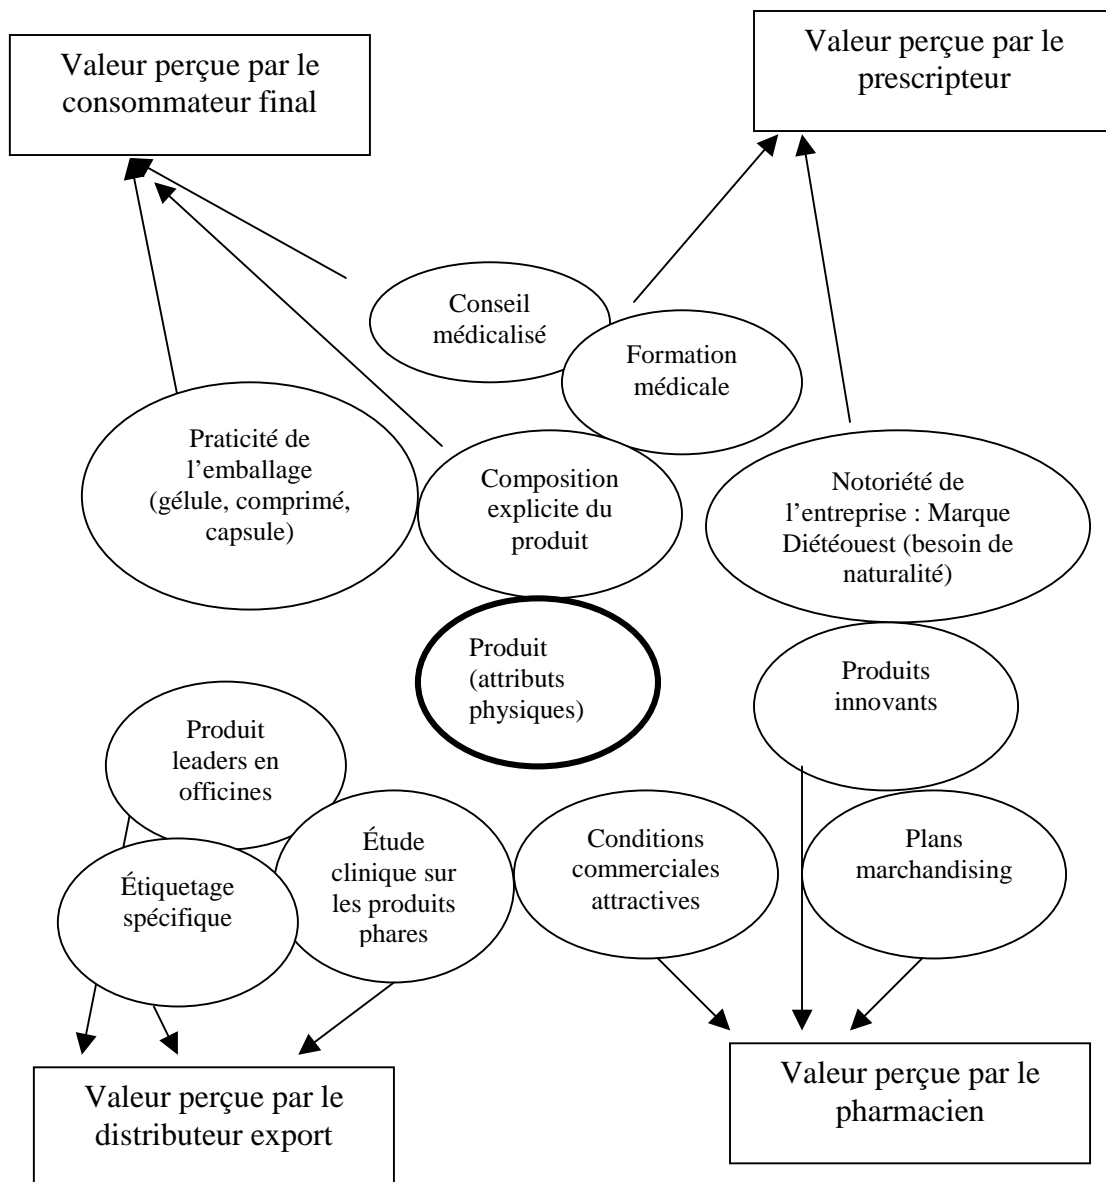 Valeur perçue par le
consommateur final
Valeur perçue par le
prescripteur
Conseil
médicalisé
Formation
médicale
Praticité de
l’emballage
(gélule, comprimé,
capsule)
Composition
explicite du
produit
Notoriété de
l’entreprise : Marque
Diétéouest (besoin de
naturalité)
Produit
(attributs
physiques)
Produits
innovants
Produit
leaders en
officines
Étiquetage
spécifique
Étude
clinique sur
les produits
phares
Conditions
commerciales
attractives
Plans
marchandising
Valeur perçue par le
distributeur export
Valeur perçue par le
pharmacien